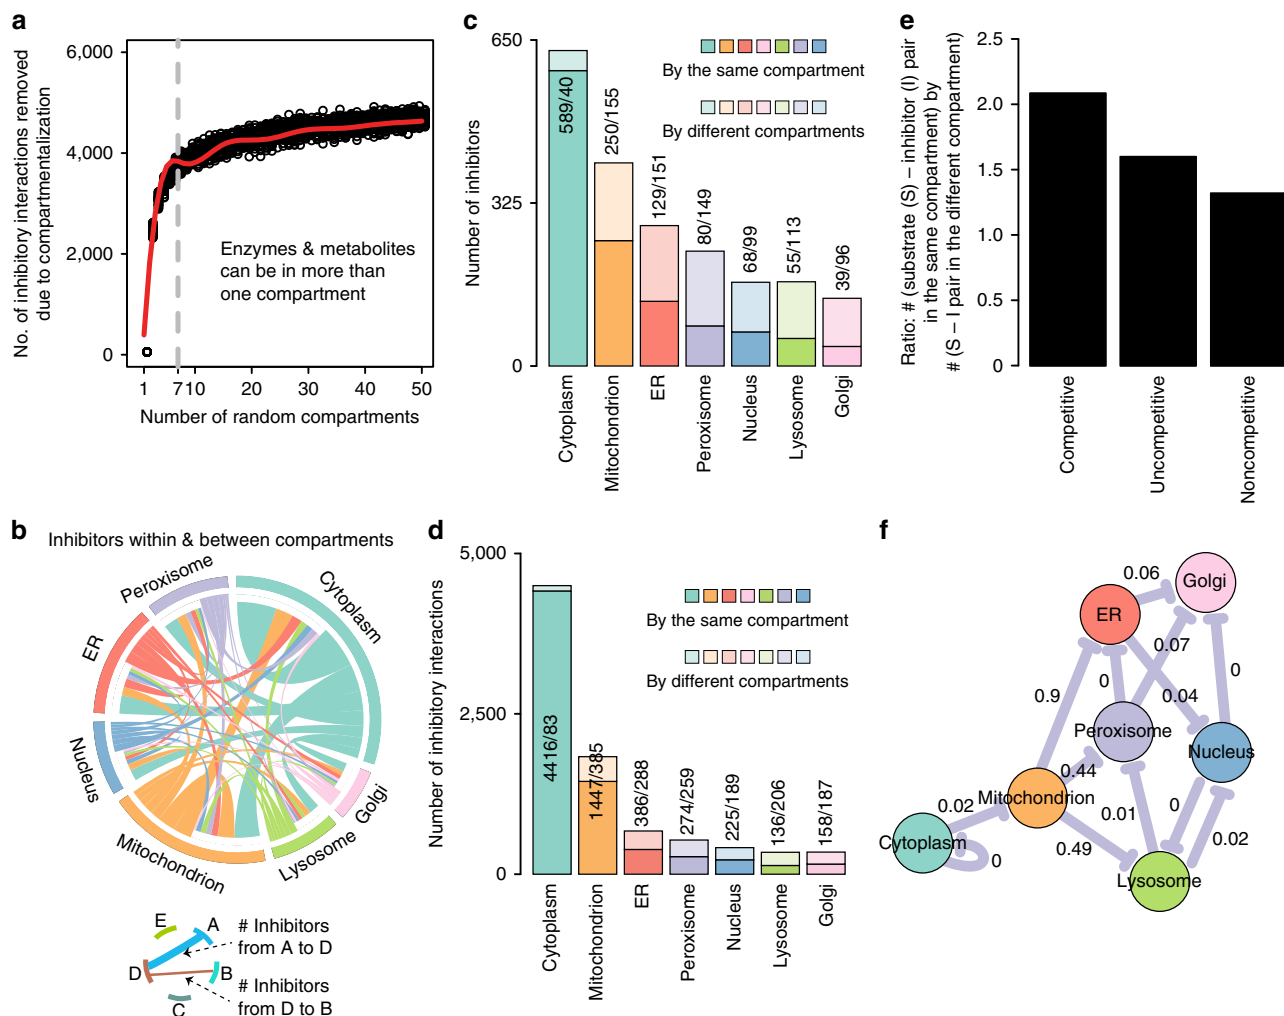 a
No. of inhibitory interactions removed
due to compartmentalization
6,000
4,000
2,000
0
Enzymes & metabolites
can be in more than
one compartment
1
7
10
20
30
40
50
Number of random compartments
b
Inhibitors within & between compartments
Peroxisome
Cytoplasm
ER
Nucleus
Golgi
Mitochondrion
Lysosome
E
A
D
B
C
# Inhibitors
from A to D
# Inhibitors
from D to B
c
Number of inhibitors
650
325
0
By the same compartment
By different compartments
589/40
250/155
129/151
80/149
68/99
55/113
39/96
Cytoplasm
Mitochondrion
ER
Peroxisome
Nucleus
Lysosome
Golgi
d
Number of inhibitory interactions
5,000
2,500
0
By the same compartment
By different compartments
4416/83
1447/385
386/288
274/259
225/189
136/206
158/187
Cytoplasm
Mitochondrion
ER
Peroxisome
Nucleus
Lysosome
Golgi
e
Ratio: # (substrate (S) – inhibitor (I) pair
in the same compartment) by
# (S – I pair in the different compartment)
2.5
2.0
1.5
1.0
0.5
0
Competitive
Uncompetitive
Noncompetitive
f
0.06
Golgi
ER
0.07
0
0.9
0
0.04
Peroxisome
Nucleus
0.44
Mitochondrion
0.02
0.01
0
0.02
Cytoplasm
0
0.49
Lysosome